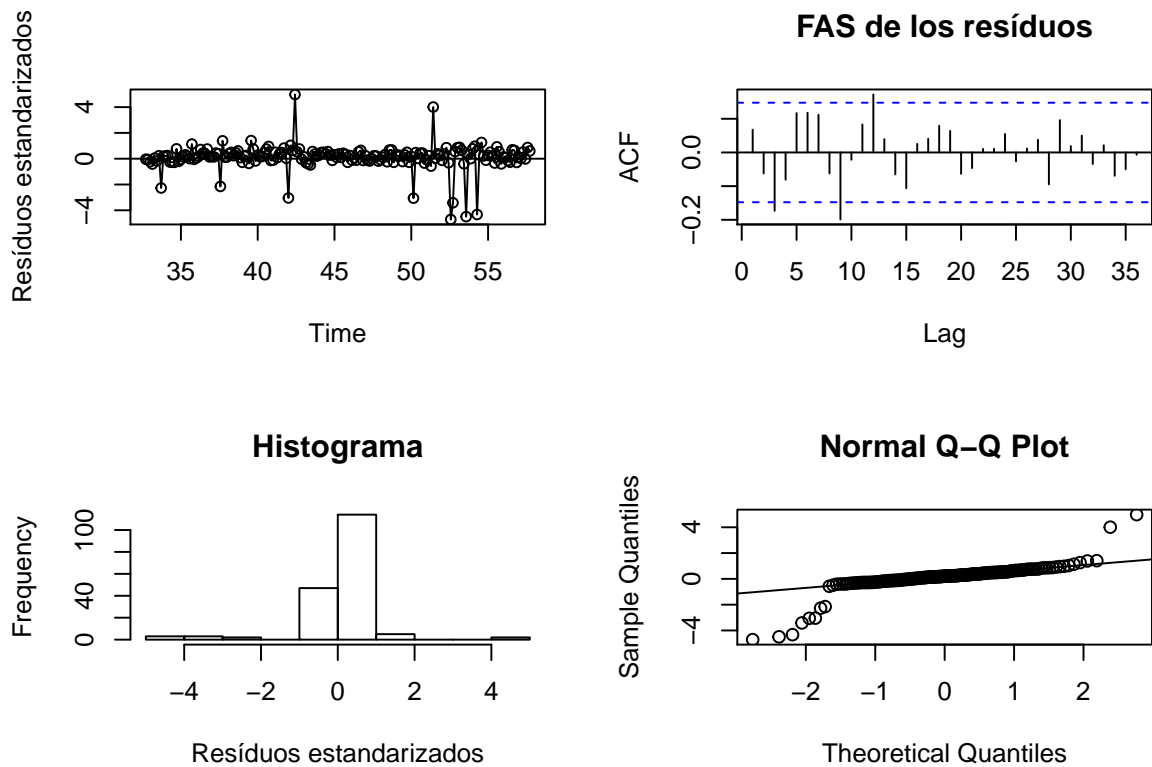 Resíduos estandarizados
4
0
−4
35 40 45 50 55
Time
FAS de los resíduos
ACF
0.0
−0.2
0 5 10 15 20 25 30 35
Lag
Histograma
Frequency
100
40
0
−4 −2 0 2 4
Resíduos estandarizados
Normal Q−Q Plot
Sample Quantiles
4
0
−4
−2 −1 0 1 2
Theoretical Quantiles